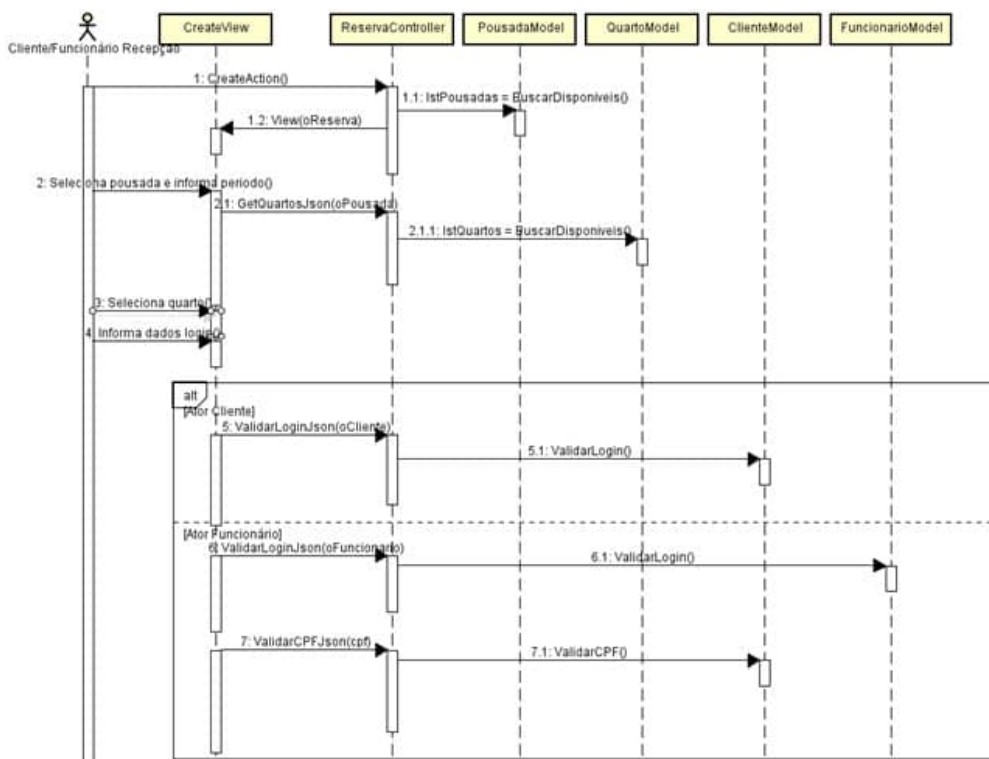 CreateView
ReservaController
PousadaModel
QuartoModel
ClienteModel
FuncionarioModel
Cliente/Funcionário Recepção
1: CreateAction()
1.1: lstPousadas = BuscarDisponiveis()
1.2: View(oReserva)
2: Seleciona pousada e informa periodo()
2.1: GetQuartosJson(oPousada)
2.1.1: lstQuartos = BuscarDisponiveis()
3: Seleciona quarto()
4: Informa dados login()
alt
[Ator Cliente]
5: ValidarLoginJson(oCliente)
5.1: ValidarLogin()
[Ator Funcionário]
6: ValidarLoginJson(oFuncionario)
6.1: ValidarLogin()
7: ValidarCPFJson(cpf)
7.1: ValidarCPF()